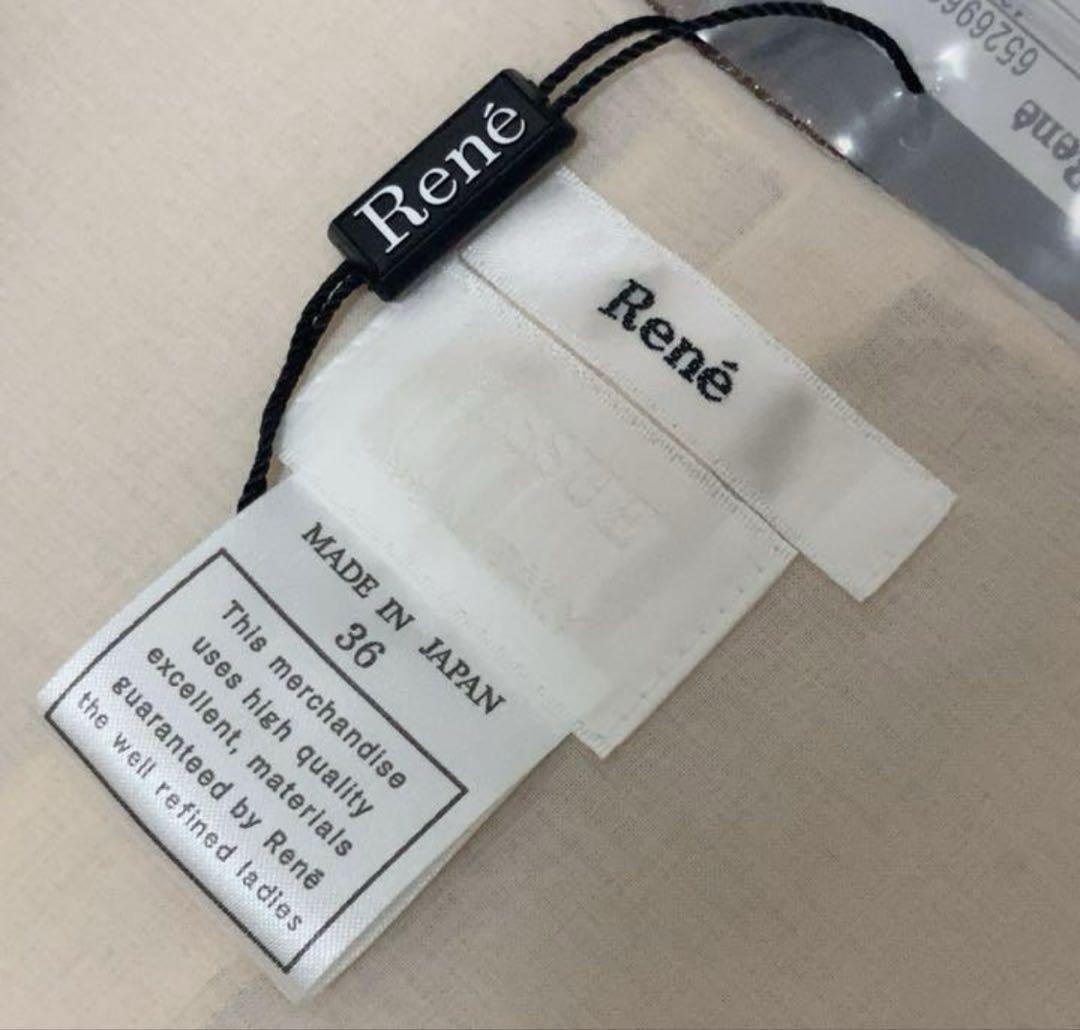 René
René
MADE IN JAPAN
36
This merchandise
uses high quality
excellent, materials
guaranteed by René
the well refined ladies
René